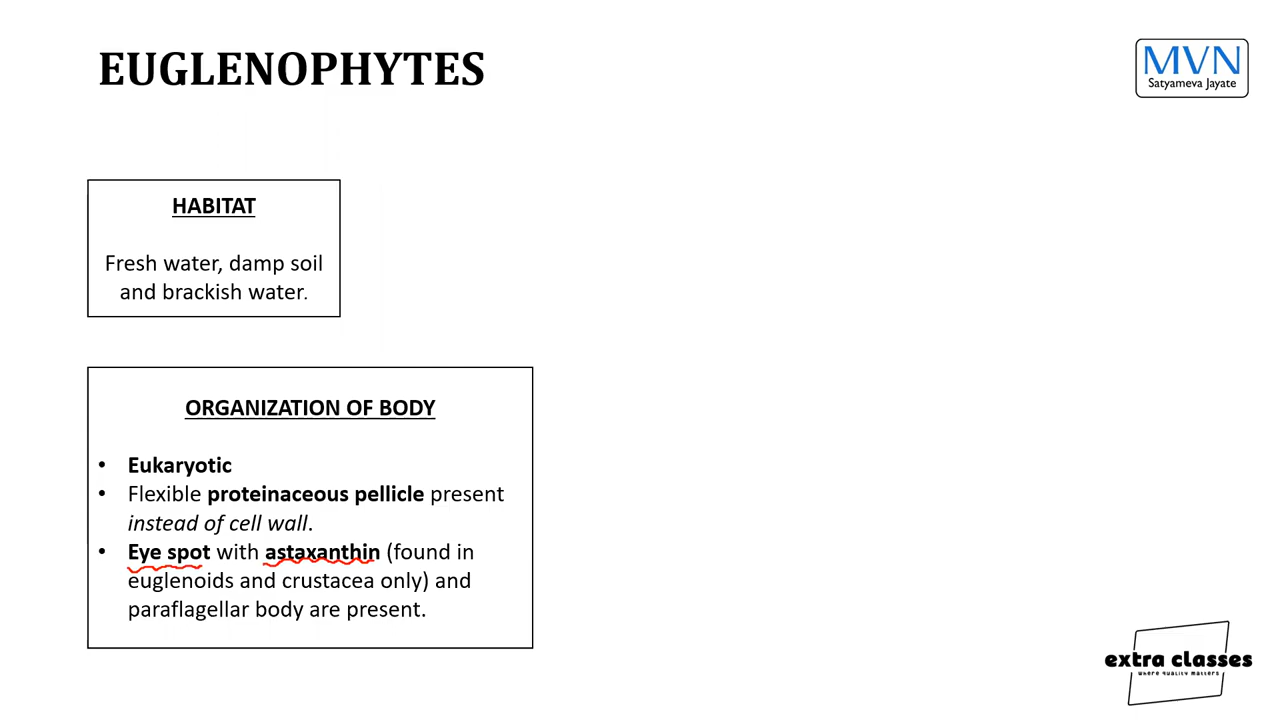 EUGLENOPHYTES
MVN
Satyameva Jayate
HABITAT
Fresh water, damp soil
and brackish water.
ORGANIZATION OF BODY
• Eukaryotic
• Flexible proteinaceous pellicle present
instead of cell wall.
• Eye spot with astaxanthin (found in
euglenoids and crustacea only) and
paraflagellar body are present.
extra classes
where quality matters